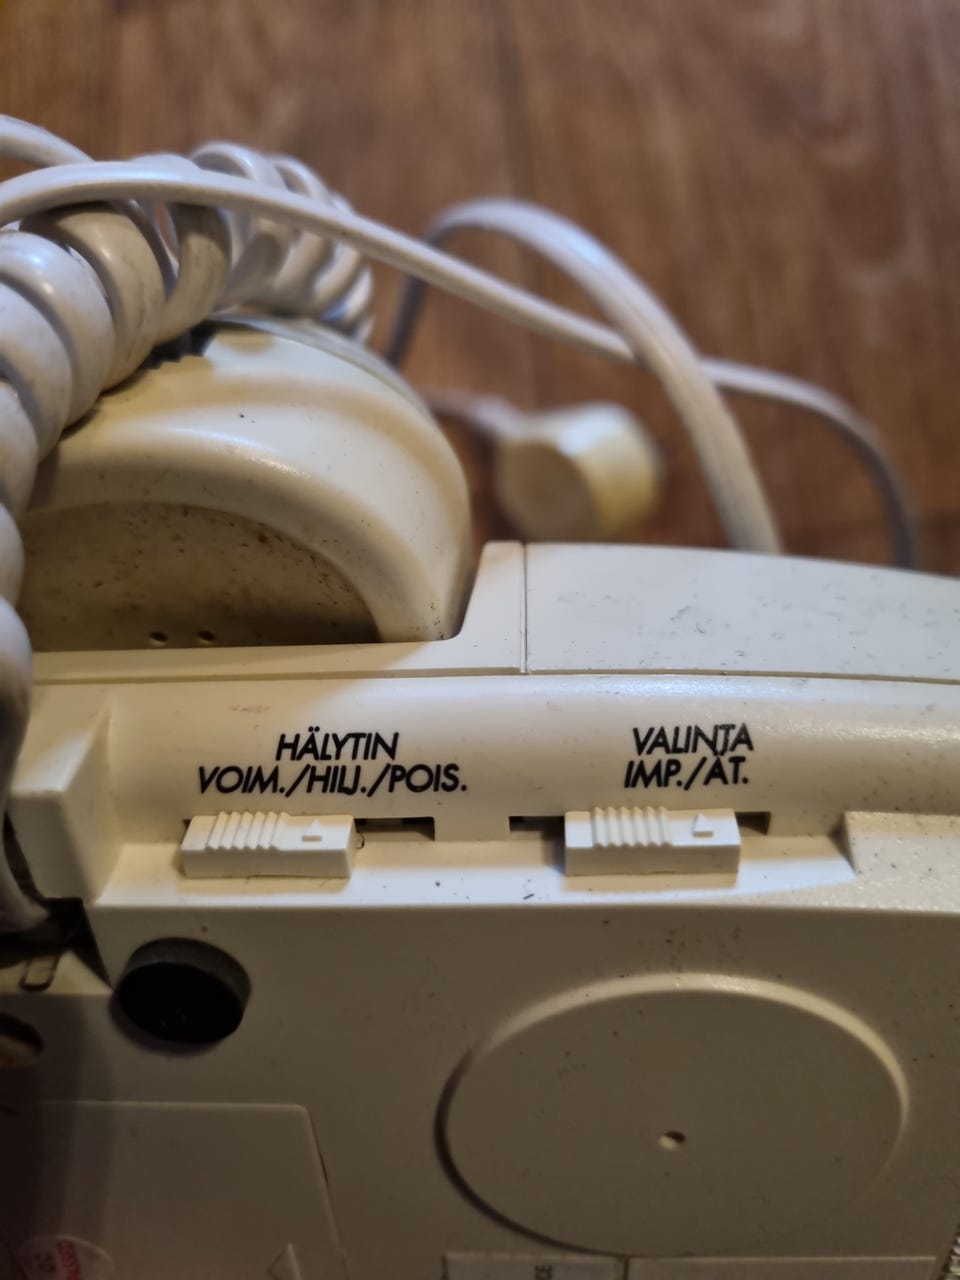 HÄLYTIN
VOIM./HILJ./POIS.
VALINTA
IMP./ÄT.